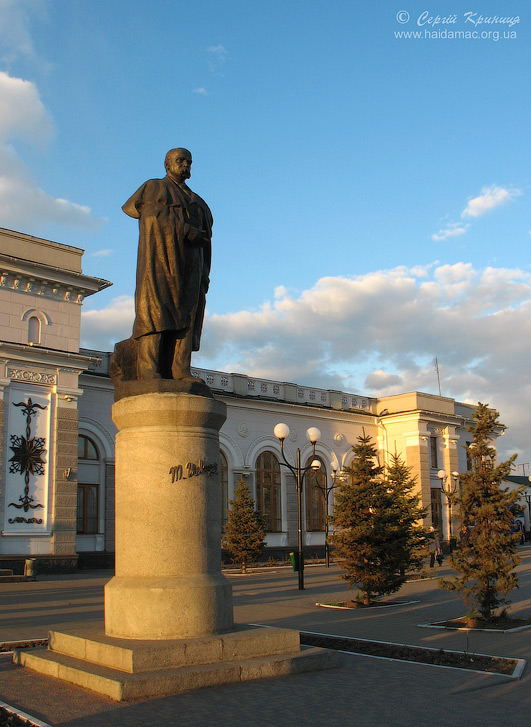 © Сергій Криниця
www.haidamac.org.ua
Т. Шевченко